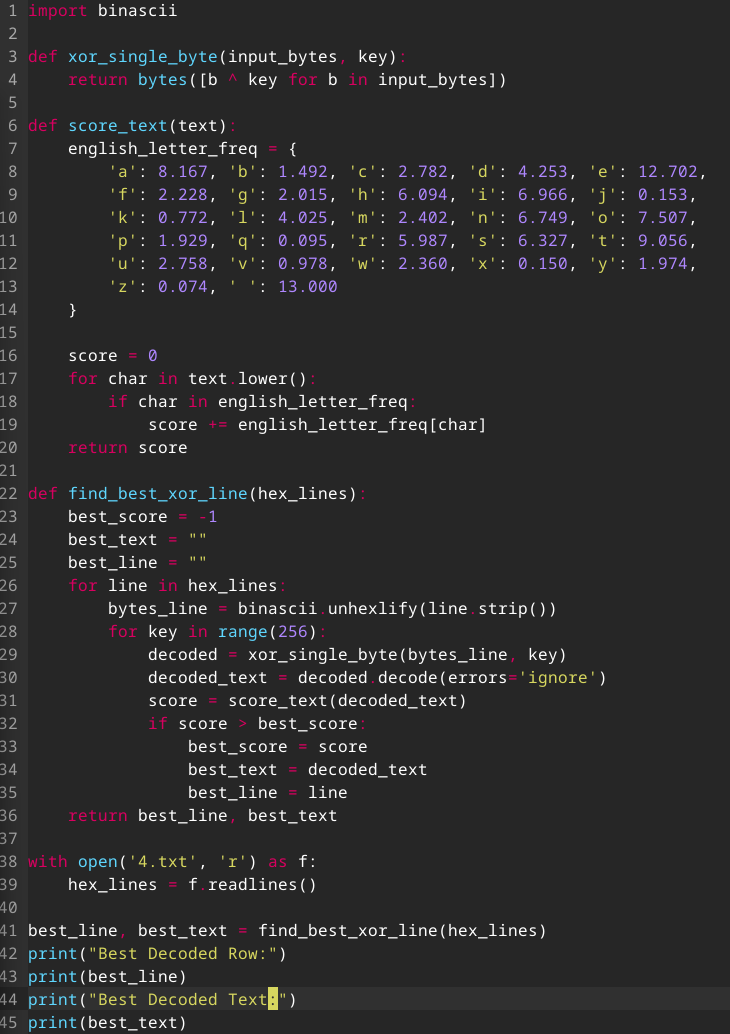 1 import binascii
2
3 def xor_single_byte(input_bytes, key):
4     return bytes([b ^ key for b in input_bytes])
5
6 def score_text(text):
7     english_letter_freq = {
8         'a': 8.167, 'b': 1.492, 'c': 2.782, 'd': 4.253, 'e': 12.702,
9         'f': 2.228, 'g': 2.015, 'h': 6.094, 'i': 6.966, 'j': 0.153,
10         'k': 0.772, 'l': 4.025, 'm': 2.402, 'n': 6.749, 'o': 7.507,
11         'p': 1.929, 'q': 0.095, 'r': 5.987, 's': 6.327, 't': 9.056,
12         'u': 2.758, 'v': 0.978, 'w': 2.360, 'x': 0.150, 'y': 1.974,
13         'z': 0.074, ' ': 13.000
14     }
15
16     score = 0
17     for char in text.lower():
18         if char in english_letter_freq:
19             score += english_letter_freq[char]
20     return score
21
22 def find_best_xor_line(hex_lines):
23     best_score = -1
24     best_text = ""
25     best_line = ""
26     for line in hex_lines:
27         bytes_line = binascii.unhexlify(line.strip())
28         for key in range(256):
29             decoded = xor_single_byte(bytes_line, key)
30             decoded_text = decoded.decode(errors='ignore')
31             score = score_text(decoded_text)
32             if score > best_score:
33                 best_score = score
34                 best_text = decoded_text
35                 best_line = line
36     return best_line, best_text
37
38 with open('4.txt', 'r') as f:
39     hex_lines = f.readlines()
40
41 best_line, best_text = find_best_xor_line(hex_lines)
42 print("Best Decoded Row:")
43 print(best_line)
44 print("Best Decoded Text:")
45 print(best_text)